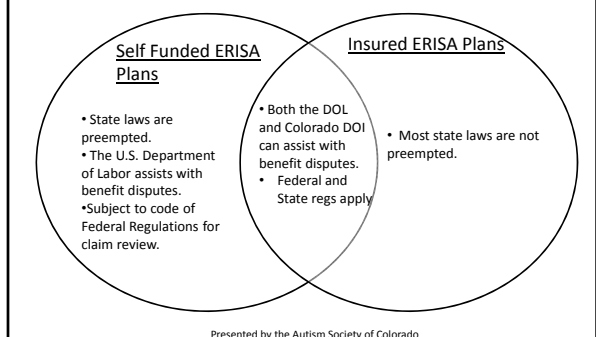 Self Funded ERISA
Plans
• State laws are
preempted.
• The U.S. Department
of Labor assists with
benefit disputes.
•Subject to code of
Federal Regulations for
claim review.
• Both the DOL
and Colorado DOI
can assist with
benefit disputes.
• Federal and
State regs apply
Insured ERISA Plans
• Most state laws are not
preempted.
Presented by the Autism Society of Colorado